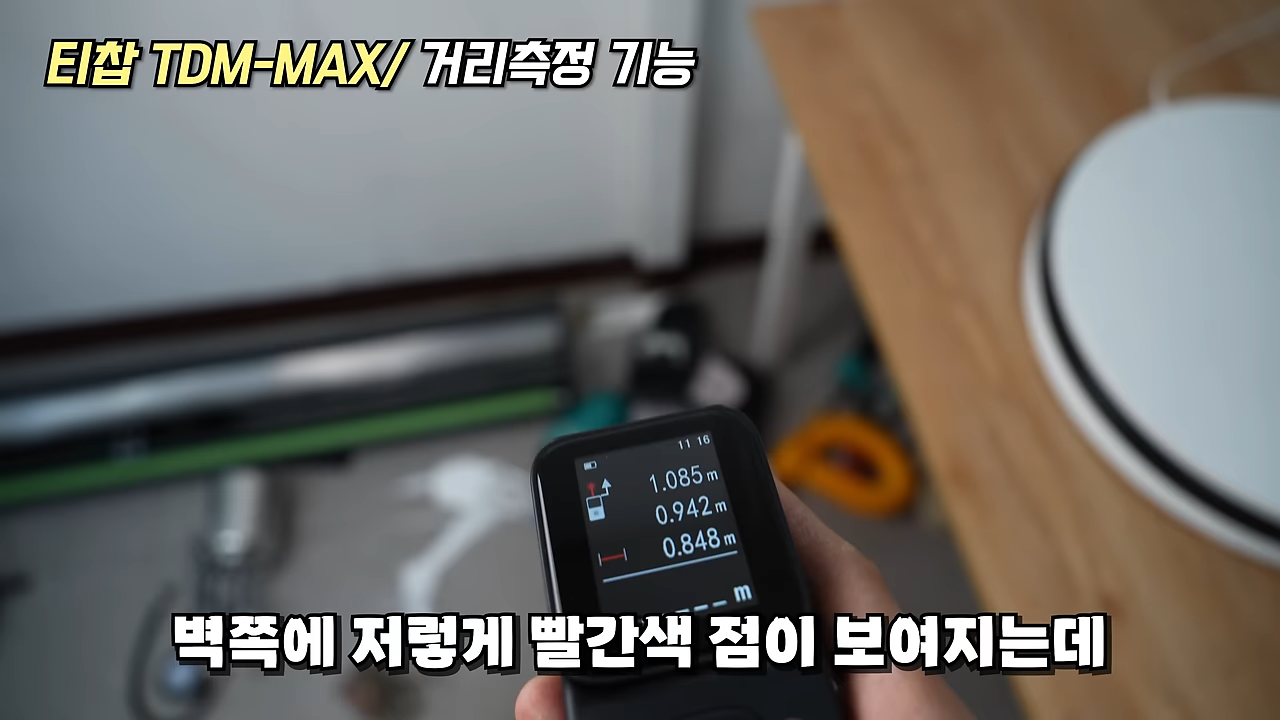 티찹 TDM-MAX/ 거리측정 기능
11 16
1.085 m
0.942 m
0.848 m
---- m
벽쪽에 저렇게 빨간색 점이 보여지는데